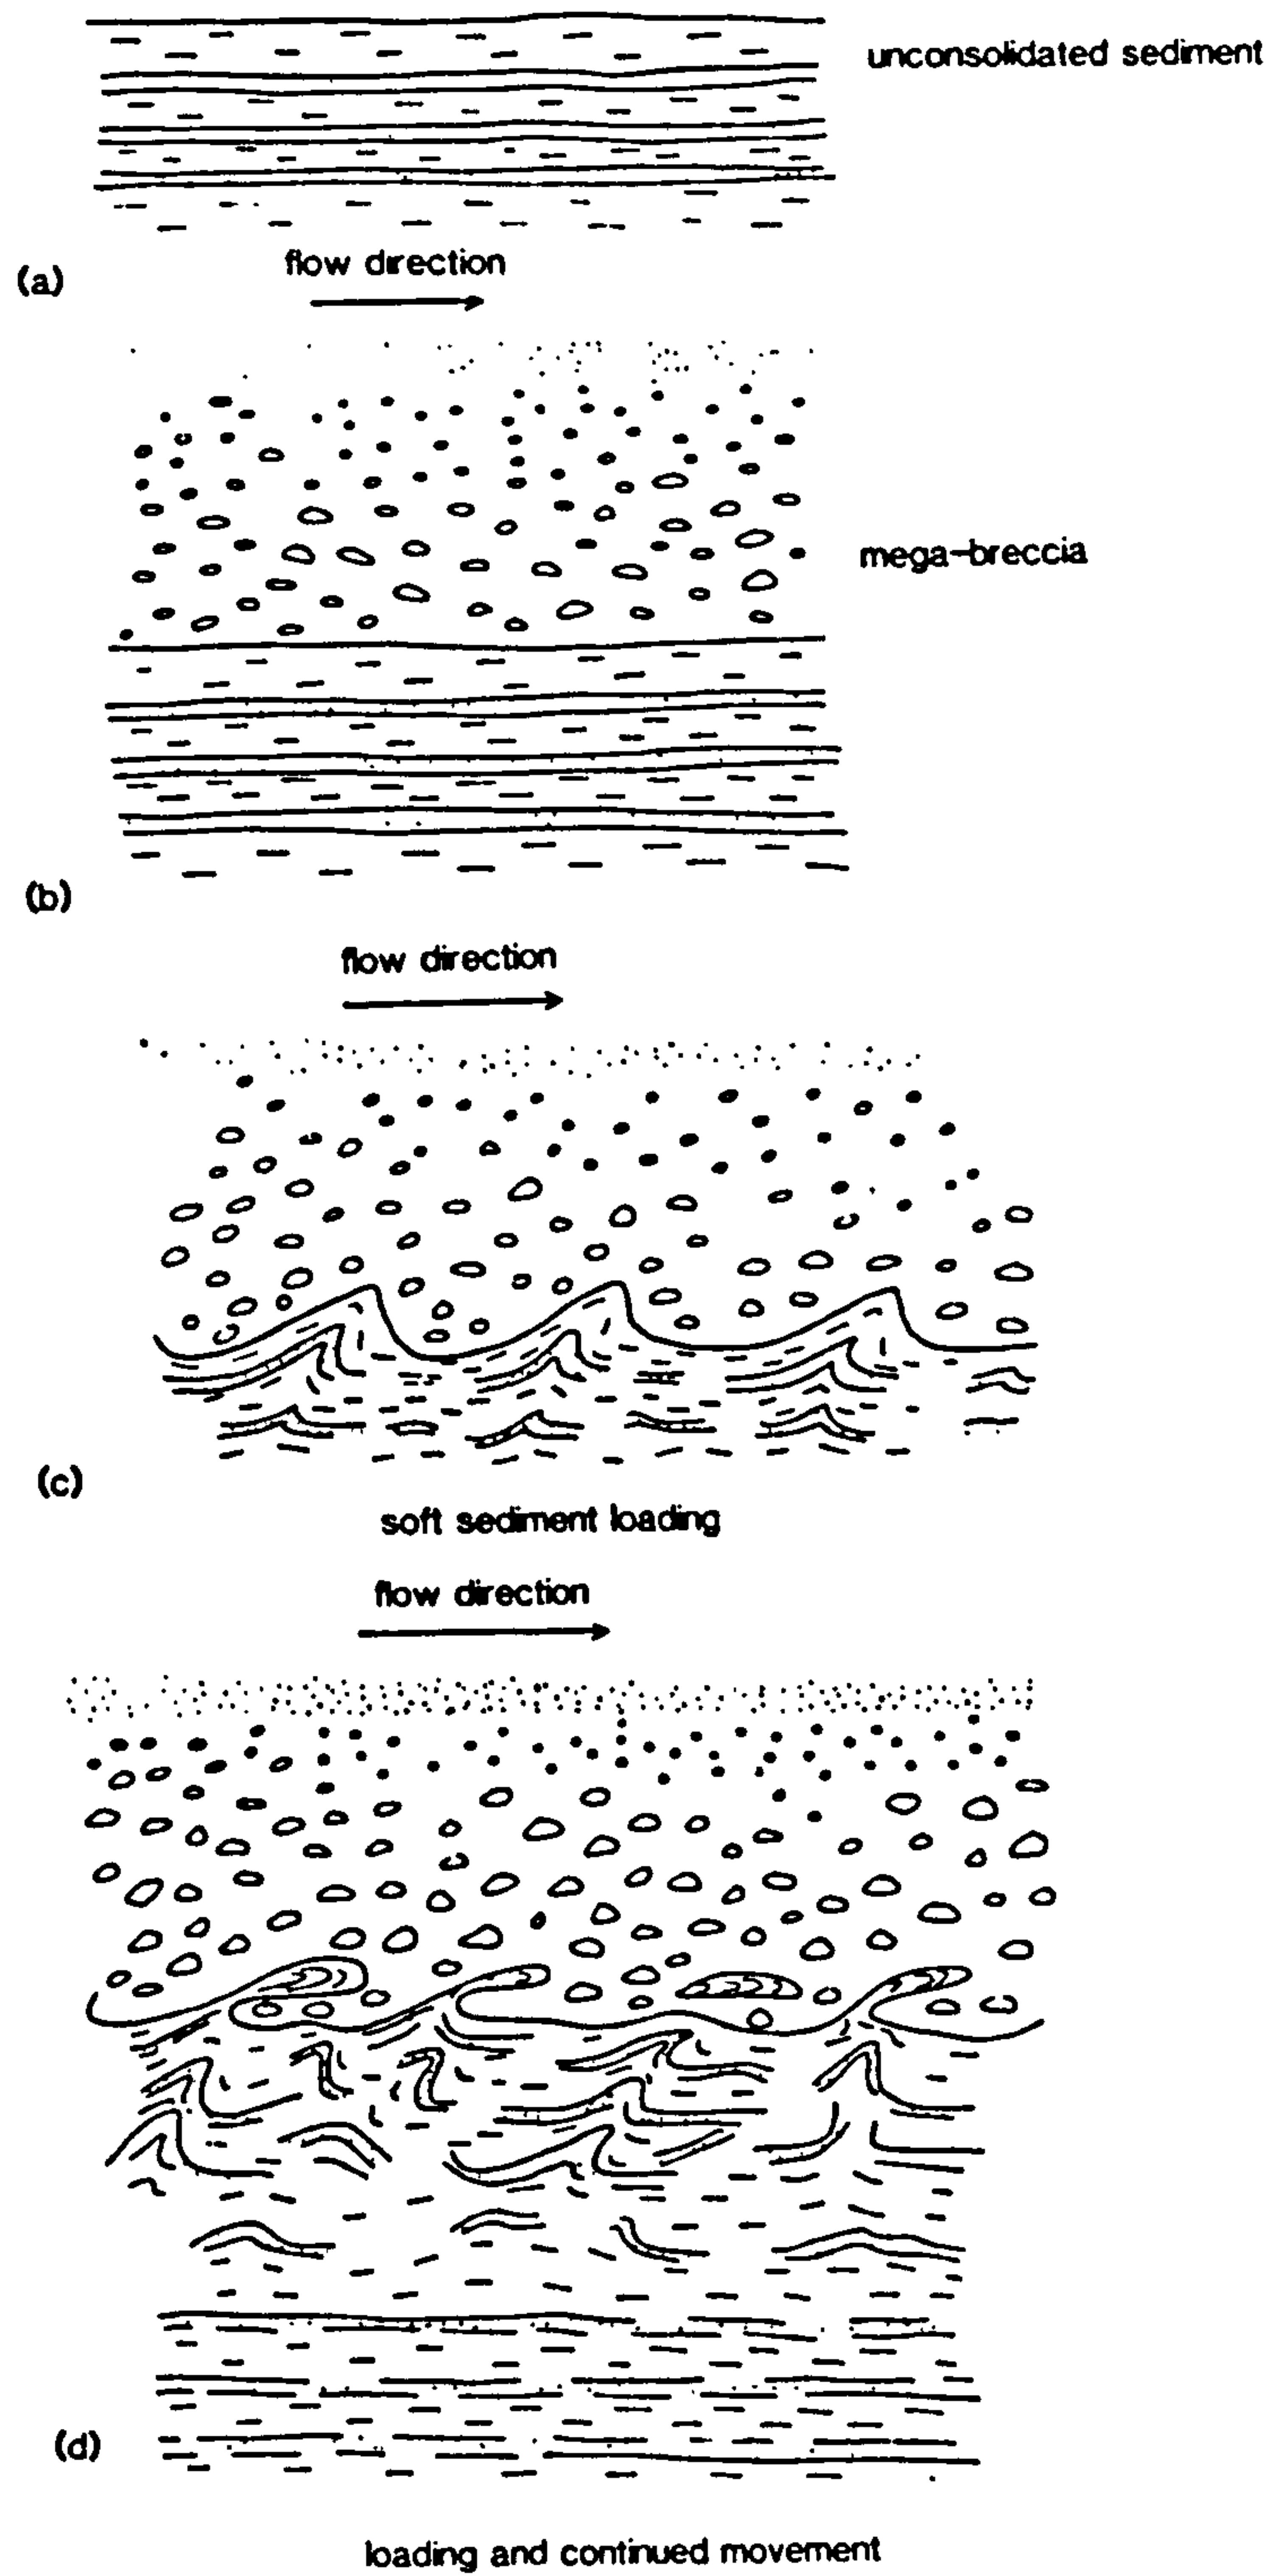 unconsolidated sediment
(a)
flow direction
mega-breccia
(b)
flow direction
(c)
soft sediment loading
flow direction
(d)
loading and continued movement